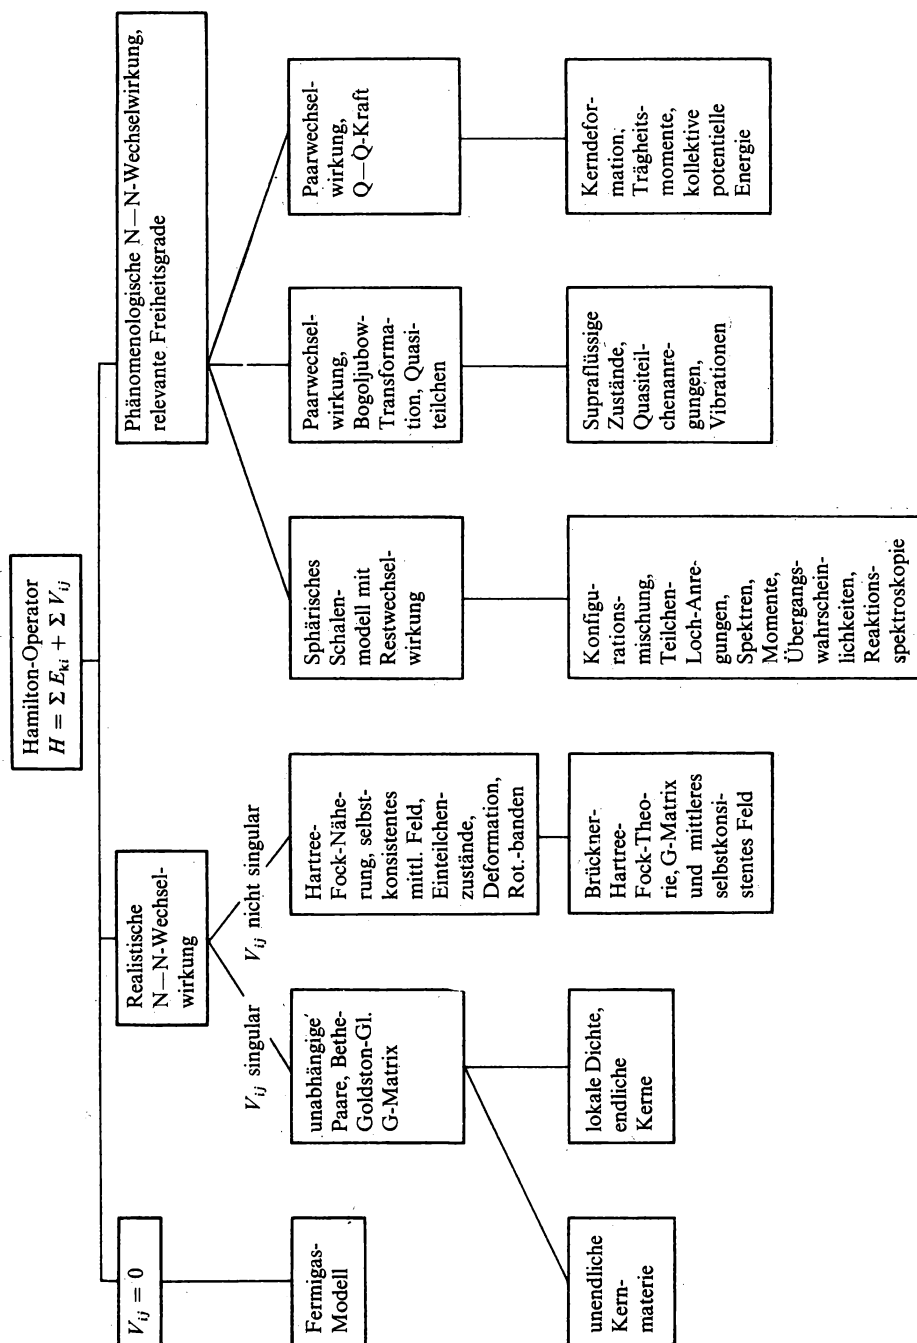 Hamilton-Operator
H = Σ E_ki + Σ V_ij
V_ij = 0
Realistische
N—N-Wechsel-
wirkung
Phänomenologische N—N-Wechselwirkung,
relevante Freiheitsgrade
V_ij singular
V_ij nicht singular
Fermigas-
Modell
unabhängige
Paare, Bethe-
Goldston-Gl.
G-Matrix
Hartree-
Fock-Nähe-
rung, selbst-
konsistentes
mittl. Feld,
Einteilchen-
zustände,
Deformation,
Rot.-banden
Sphärisches
Schalen-
modell mit
Restwechsel-
wirkung
Paarwechsel-
wirkung,
Bogoljubow-
Transforma-
tion, Quasi-
teilchen
Paarwechsel-
wirkung,
Q—Q-Kraft
unendliche
Kern-
materie
lokale Dichte,
endliche
Kerne
Brückner-
Hartree-
Fock-Theo-
rie, G-Matrix
und mittleres
selbstkonsi-
stentes Feld
Konfigu-
rations-
mischung,
Teilchen-
Loch-Anre-
gungen,
Spektren,
Momente,
Übergangs-
wahrschein-
lichkeiten,
Reaktions-
spektroskopie
Supraflüssige
Zustände,
Quasiteil-
chenanre-
gungen,
Vibrationen
Kerndefor-
mation,
Trägheits-
momente,
kollektive
potentielle
Energie